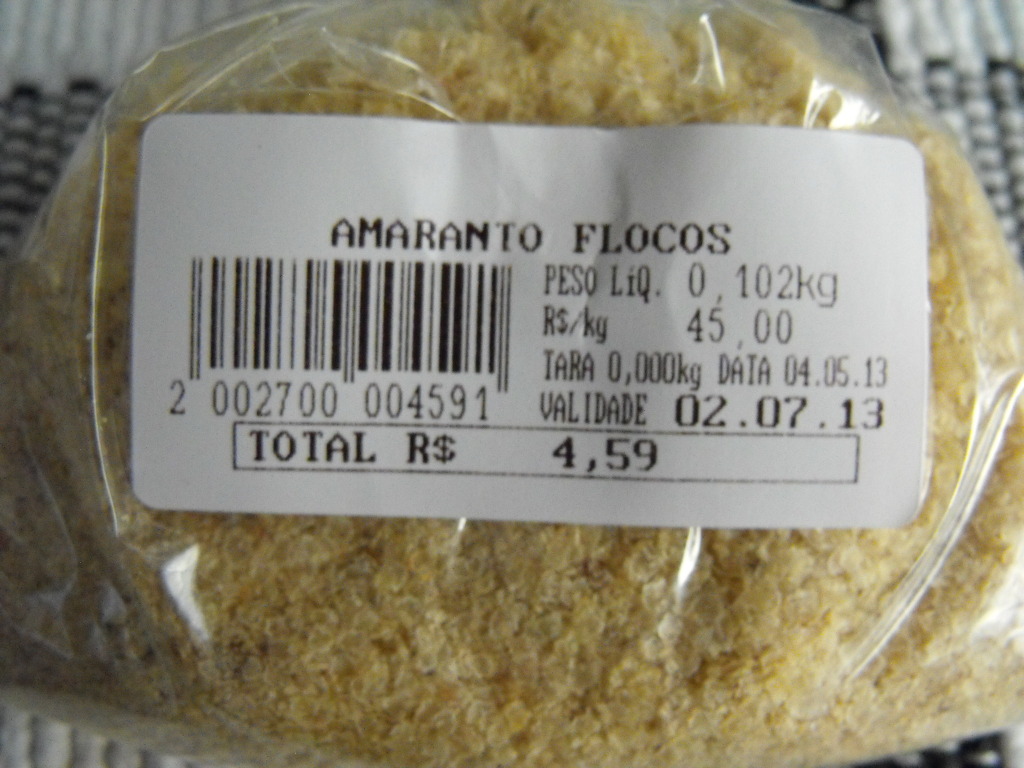 AMARANTO FLOCOS
PESO LíQ. 0,102kg
R$/kg 45,00
TARA 0,000kg DATA 04.05.13
2 002700 004591 VALIDADE 02.07.13
TOTAL R$ 4,59